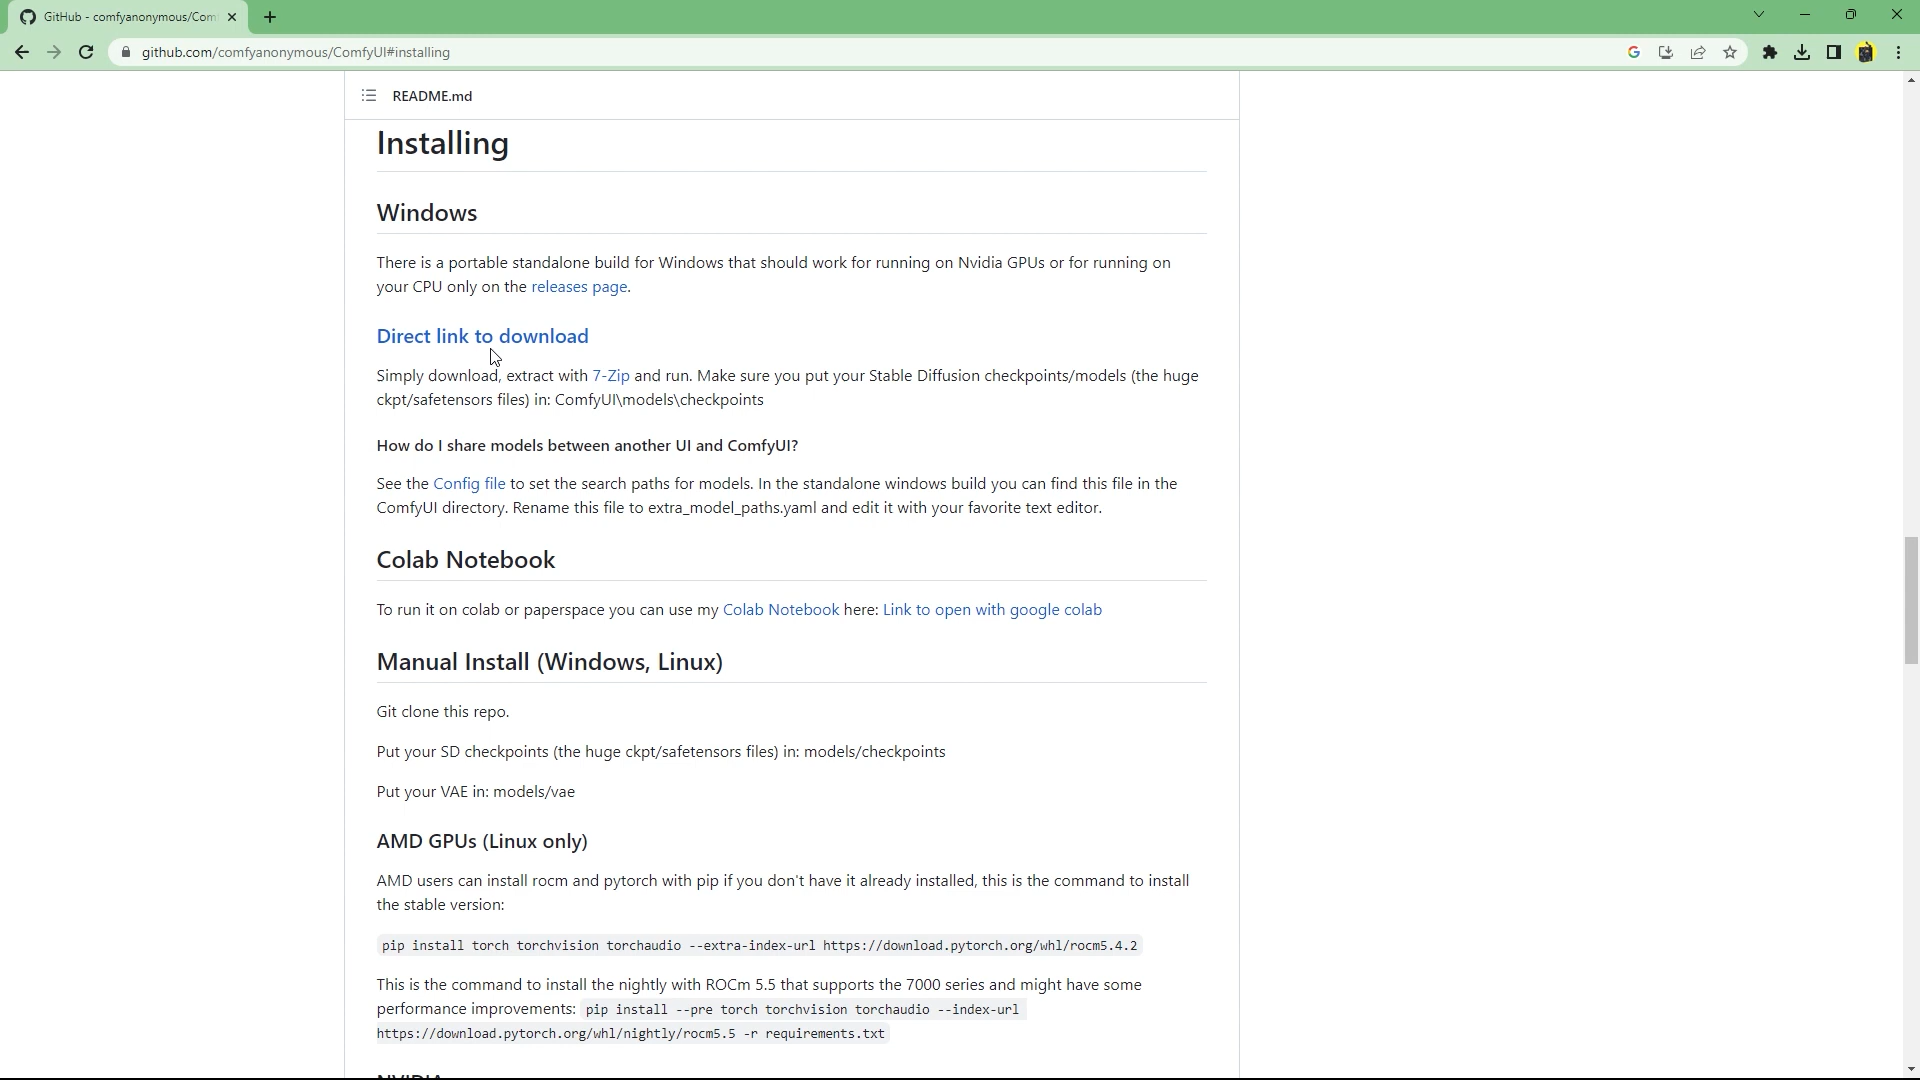 GitHub - comfyanonymous/Com
github.com/comfyanonymous/ComfyUI#installing
README.md
Installing
Windows
There is a portable standalone build for Windows that should work for running on Nvidia GPUs or for running on
your CPU only on the releases page.
Direct link to download
Simply download, extract with 7-Zip and run. Make sure you put your Stable Diffusion checkpoints/models (the huge
ckpt/safetensors files) in: ComfyUI\models\checkpoints
How do I share models between another UI and ComfyUI?
See the Config file to set the search paths for models. In the standalone windows build you can find this file in the
ComfyUI directory. Rename this file to extra_model_paths.yaml and edit it with your favorite text editor.
Colab Notebook
To run it on colab or paperspace you can use my Colab Notebook here: Link to open with google colab
Manual Install (Windows, Linux)
Git clone this repo.
Put your SD checkpoints (the huge ckpt/safetensors files) in: models/checkpoints
Put your VAE in: models/vae
AMD GPUs (Linux only)
AMD users can install rocm and pytorch with pip if you don't have it already installed, this is the command to install
the stable version:
pip install torch torchvision torchaudio --extra-index-url https://download.pytorch.org/whl/rocm5.4.2
This is the command to install the nightly with ROCm 5.5 that supports the 7000 series and might have some
performance improvements: pip install --pre torch torchvision torchaudio --index-url
https://download.pytorch.org/whl/nightly/rocm5.5 -r requirements.txt